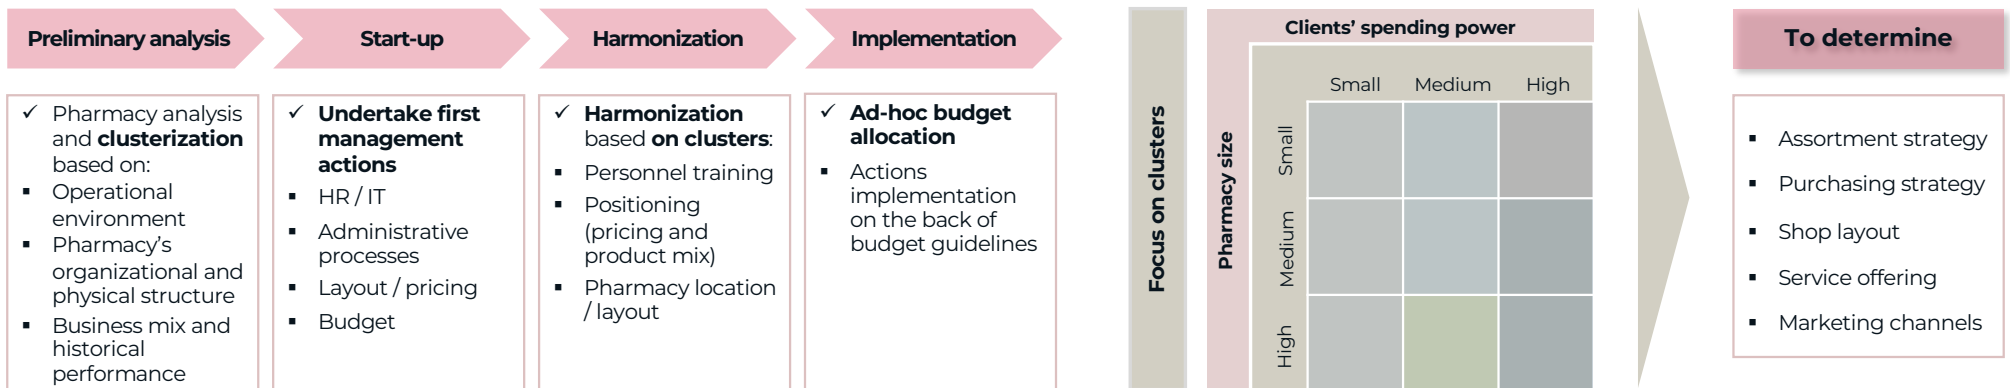 Preliminary analysis
✓ Pharmacy analysis
and clusterization
based on:
▪ Operational
environment
▪ Pharmacy’s
organizational and
physical structure
▪ Business mix and
historical
performance
Start-up
✓ Undertake first
management
actions
▪ HR / IT
▪ Administrative
processes
▪ Layout / pricing
▪ Budget
Harmonization
✓ Harmonization
based on clusters:
▪ Personnel training
▪ Positioning
(pricing and
product mix)
▪ Pharmacy location
/ layout
Implementation
✓ Ad-hoc budget
allocation
▪ Actions
implementation
on the back of
budget guidelines
Focus on clusters
Clients’ spending power
Small Medium High
Pharmacy size
Small
Medium
High
To determine
▪ Assortment strategy
▪ Purchasing strategy
▪ Shop layout
▪ Service offering
▪ Marketing channels